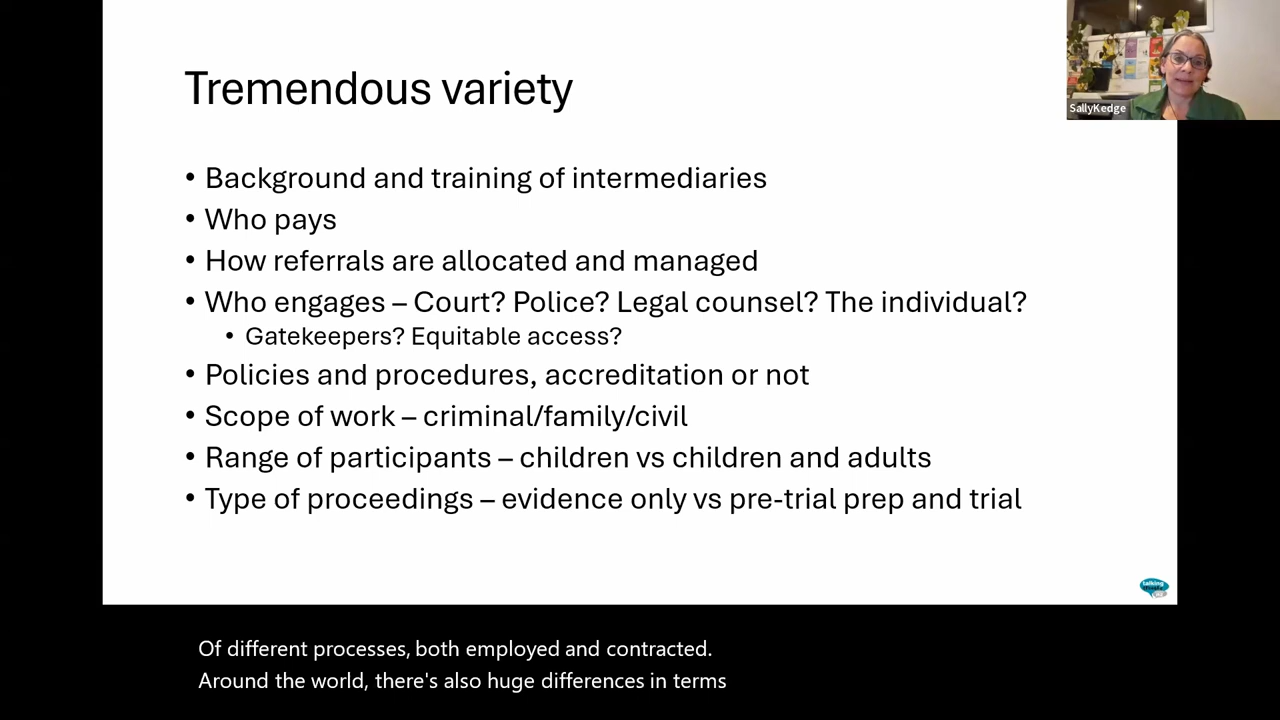 Tremendous variety
SallyKedge
• Background and training of intermediaries
• Who pays
• How referrals are allocated and managed
• Who engages – Court? Police? Legal counsel? The individual?
• Gatekeepers? Equitable access?
• Policies and procedures, accreditation or not
• Scope of work – criminal/family/civil
• Range of participants – children vs children and adults
• Type of proceedings – evidence only vs pre-trial prep and trial
talking
Of different processes, both employed and contracted.
Around the world, there's also huge differences in terms